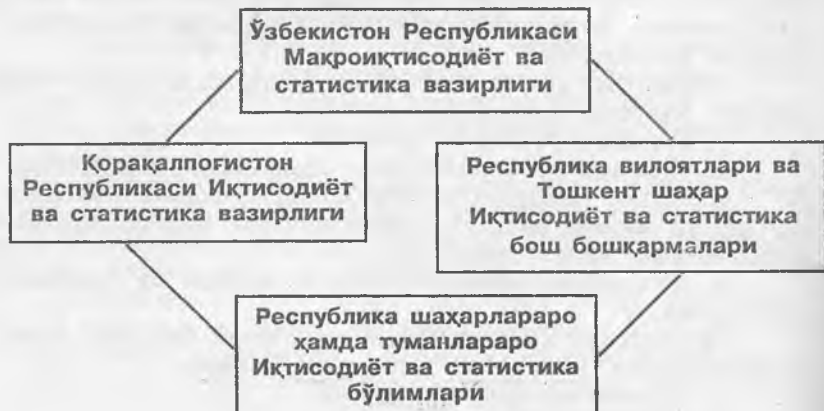 Ўзбекистон Республикаси
Мақроиқтисодиёт ва
статистика вазирлиги
Қорақалпоғистон
Республикаси Иқтисодиёт
ва статистика вазирлиги
Республика вилоятлари ва
Тошкент шаҳар
Иқтисодиёт ва статистика
бош бошқармалари
Республика шаҳарлараро
ҳамда туманлараро
Иқтисодиёт ва статистика
бўлимлари